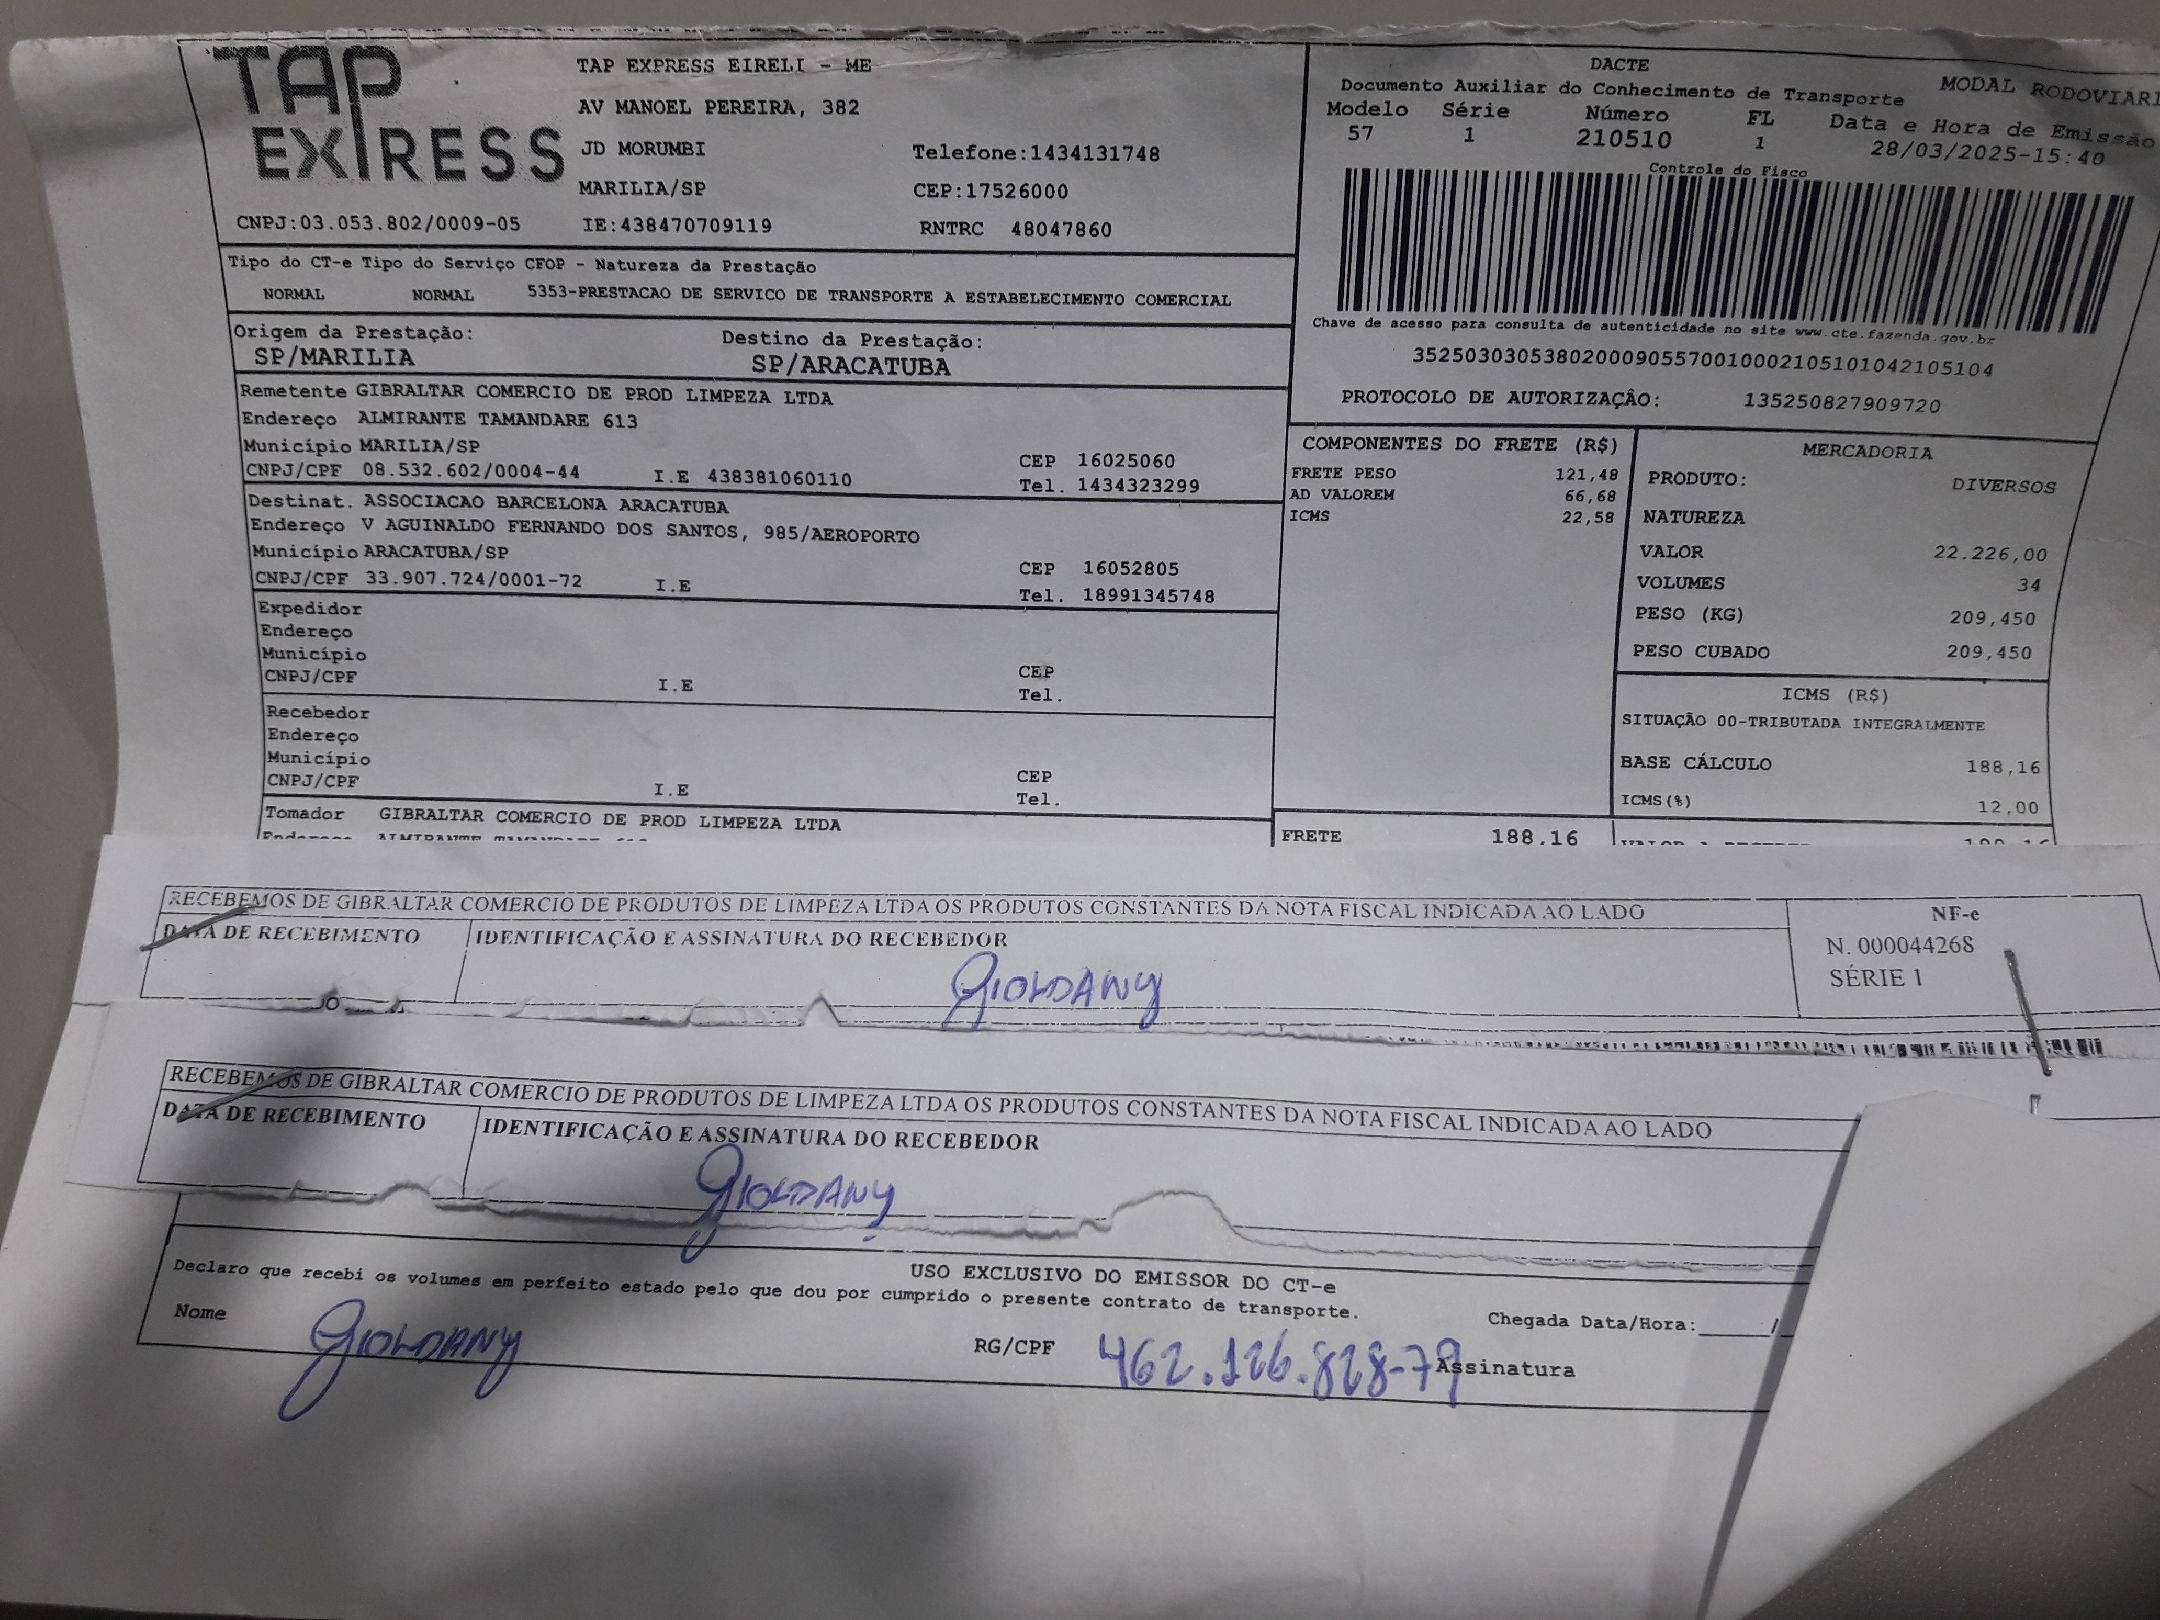 TAP EXPRESS
TAP EXPRESS EIRELI - ME
AV MANOEL PEREIRA, 382
JD MORUMBI Telefone:1434131748
MARILIA/SP CEP:17526000
CNPJ:03.053.802/0009-05 IE:438470709119 RNTRC 48047860
DACTE
Documento Auxiliar do Conhecimento de Transporte MODAL RODOVIARI
Modelo Série Número FL Data e Hora de Emissão
57 1 210510 1 28/03/2025-15:40
Controle do Fisco
Chave de acesso para consulta de autenticidade no site www.cte.fazenda.gov.br
35250303053802000905570010002105101042105104
PROTOCOLO DE AUTORIZAÇÂO: 135250827909720
Tipo do CT-e Tipo do Serviço CFOP - Natureza da Prestação
NORMAL NORMAL 5353-PRESTACAO DE SERVICO DE TRANSPORTE A ESTABELECIMENTO COMERCIAL
Origem da Prestação: Destino da Prestação:
SP/MARILIA SP/ARACATUBA
Remetente GIBRALTAR COMERCIO DE PROD LIMPEZA LTDA
Endereço ALMIRANTE TAMANDARE 613
Município MARILIA/SP CEP 16025060
CNPJ/CPF 08.532.602/0004-44 I.E 438381060110 Tel. 1434323299
Destinat. ASSOCIACAO BARCELONA ARACATUBA
Endereço V AGUINALDO FERNANDO DOS SANTOS, 985/AEROPORTO
Município ARACATUBA/SP CEP 16052805
CNPJ/CPF 33.907.724/0001-72 I.E Tel. 18991345748
Expedidor
Endereço
Município CEP
CNPJ/CPF I.E Tel.
Recebedor
Endereço
Município CEP
CNPJ/CPF I.E Tel.
Tomador GIBRALTAR COMERCIO DE PROD LIMPEZA LTDA
COMPONENTES DO FRETE (R$)
FRETE PESO 121,48
AD VALOREM 66,68
ICMS 22,58
FRETE 188,16
MERCADORIA
PRODUTO: DIVERSOS
NATUREZA
VALOR 22.226,00
VOLUMES 34
PESO (KG) 209,450
PESO CUBADO 209,450
ICMS (R$)
SITUAÇÃO 00-TRIBUTADA INTEGRALMENTE
BASE CÁLCULO 188,16
ICMS(%) 12,00
RECEBEMOS DE GIBRALTAR COMERCIO DE PRODUTOS DE LIMPEZA LTDA OS PRODUTOS CONSTANTES DA NOTA FISCAL INDICADA AO LADO
DATA DE RECEBIMENTO IDENTIFICAÇÃO E ASSINATURA DO RECEBEDOR
GIOLDANY
NF-e
N. 000044268
SÉRIE 1
RECEBEMOS DE GIBRALTAR COMERCIO DE PRODUTOS DE LIMPEZA LTDA OS PRODUTOS CONSTANTES DA NOTA FISCAL INDICADA AO LADO
DATA DE RECEBIMENTO IDENTIFICAÇÃO E ASSINATURA DO RECEBEDOR
GIOLDANY
USO EXCLUSIVO DO EMISSOR DO CT-e
Declaro que recebi os volumes em perfeito estado pelo que dou por cumprido o presente contrato de transporte.
Chegada Data/Hora:______/
Nome GIOLDANY RG/CPF 462.126.828-79 Assinatura